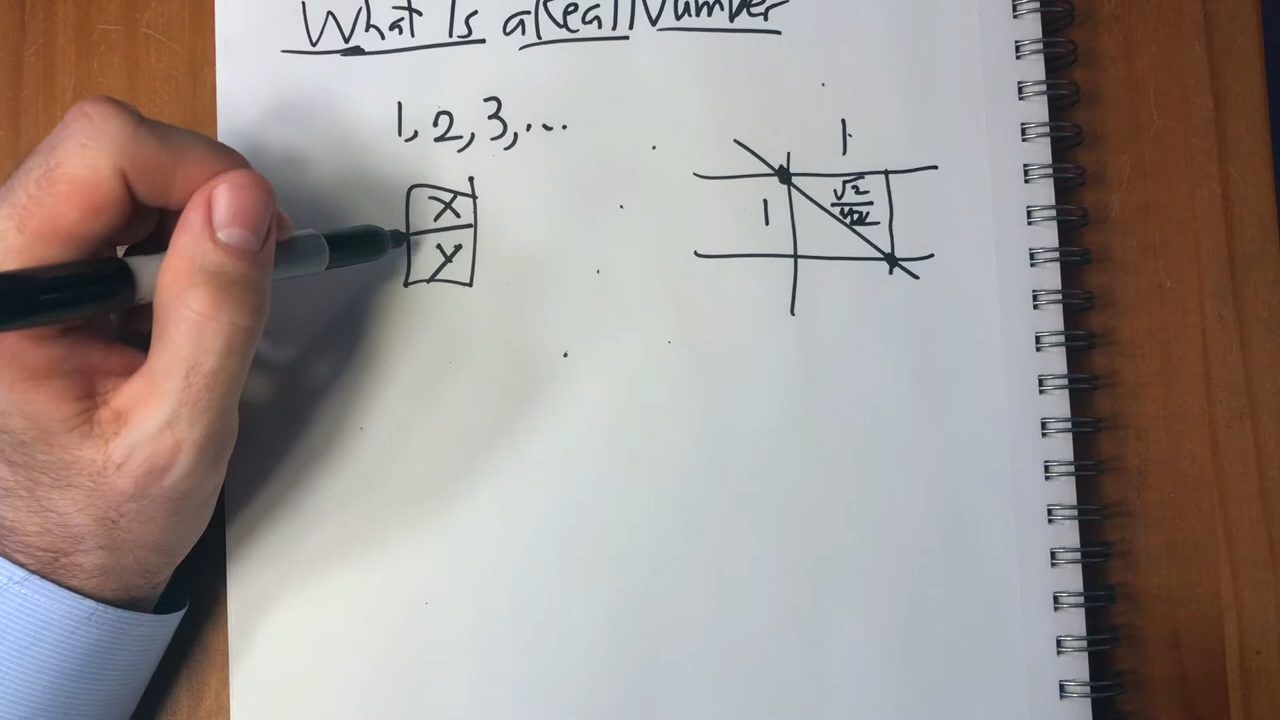 What Is a Real Number
1, 2, 3, ...
1
1
√2
X
Y